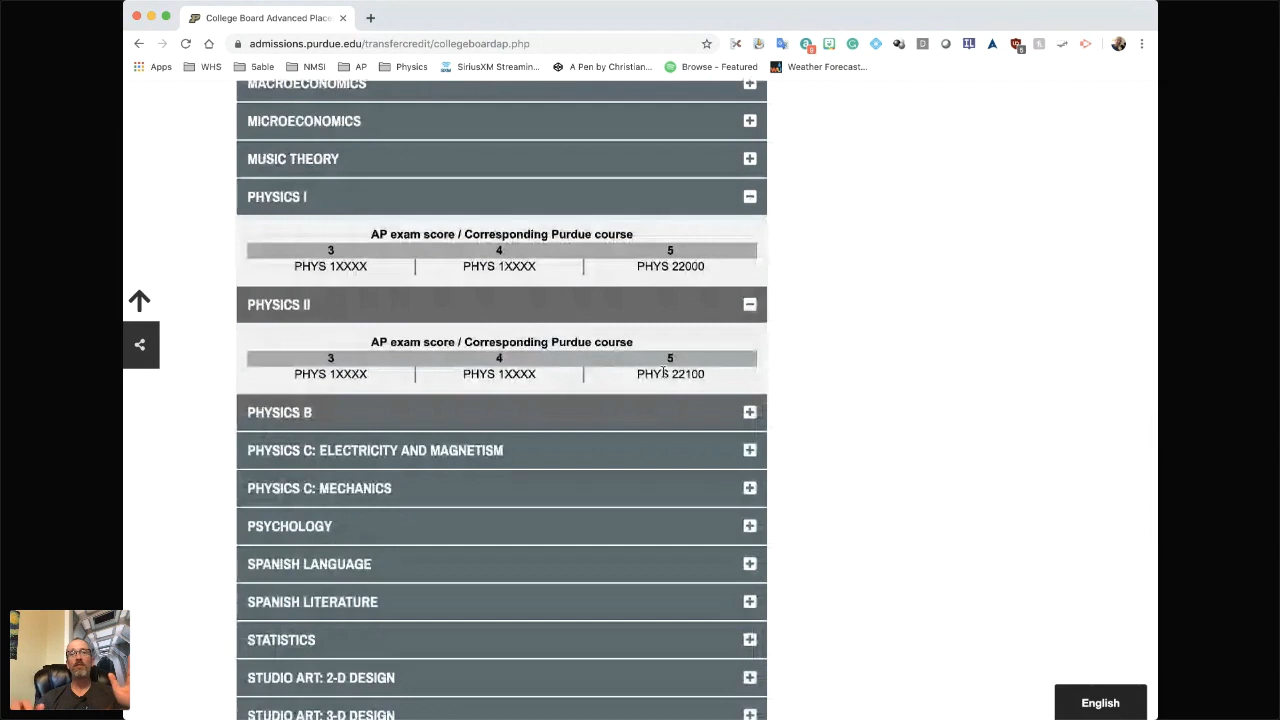 College Board Advanced Place
admissions.purdue.edu/transfercredit/collegeboardap.php
Apps WHS Sable NMSI AP Physics SiriusXM Streamin... A Pen by Christian... Browse - Featured Weather Forecast...
MACROECONOMICS
MICROECONOMICS
MUSIC THEORY
PHYSICS I
AP exam score / Corresponding Purdue course
3 4 5
PHYS 1XXXX PHYS 1XXXX PHYS 22000
PHYSICS II
AP exam score / Corresponding Purdue course
3 4 5
PHYS 1XXXX PHYS 1XXXX PHYS 22100
PHYSICS B
PHYSICS C: ELECTRICITY AND MAGNETISM
PHYSICS C: MECHANICS
PSYCHOLOGY
SPANISH LANGUAGE
SPANISH LITERATURE
STATISTICS
STUDIO ART: 2-D DESIGN
STUDIO ART: 3-D DESIGN
English